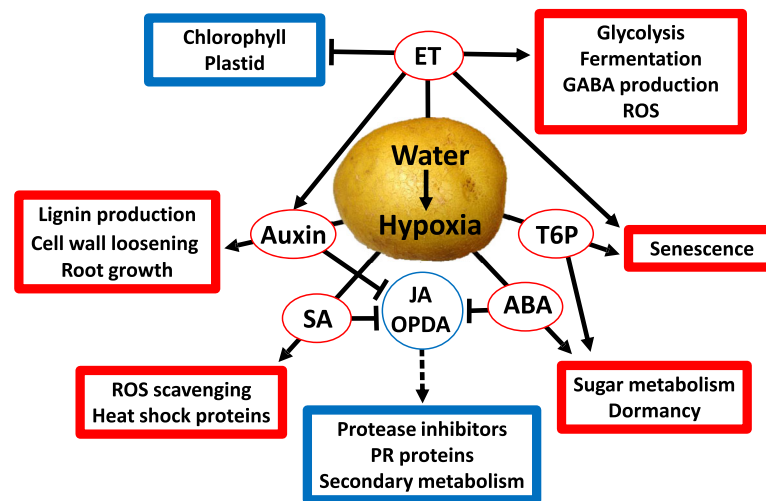 Chlorophyll
Plastid
ET
Glycolysis
Fermentation
GABA production
ROS
Water
Hypoxia
Lignin production
Cell wall loosening
Root growth
Auxin
T6P
Senescence
SA
JA
OPDA
ABA
ROS scavenging
Heat shock proteins
Protease inhibitors
PR proteins
Secondary metabolism
Sugar metabolism
Dormancy